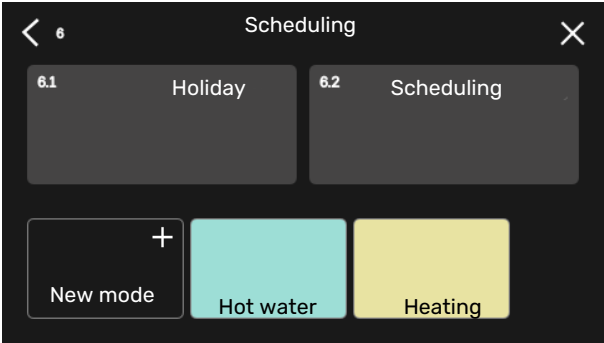 6 Scheduling
6.1 Holiday
6.2 Scheduling
New mode
Hot water
Heating